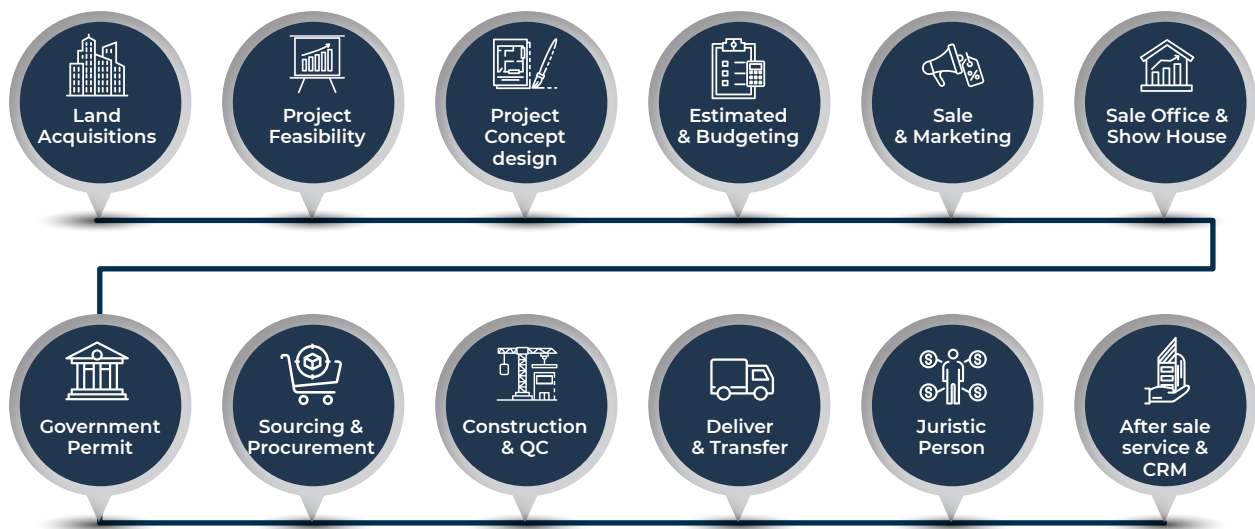 Land
Acquisitions
Project
Feasibility
Project
Concept
design
Estimated
& Budgeting
Sale
& Marketing
Sale Office &
Show House
Government
Permit
Sourcing &
Procurement
Construction
& QC
Deliver
& Transfer
Juristic
Person
After sale
service &
CRM